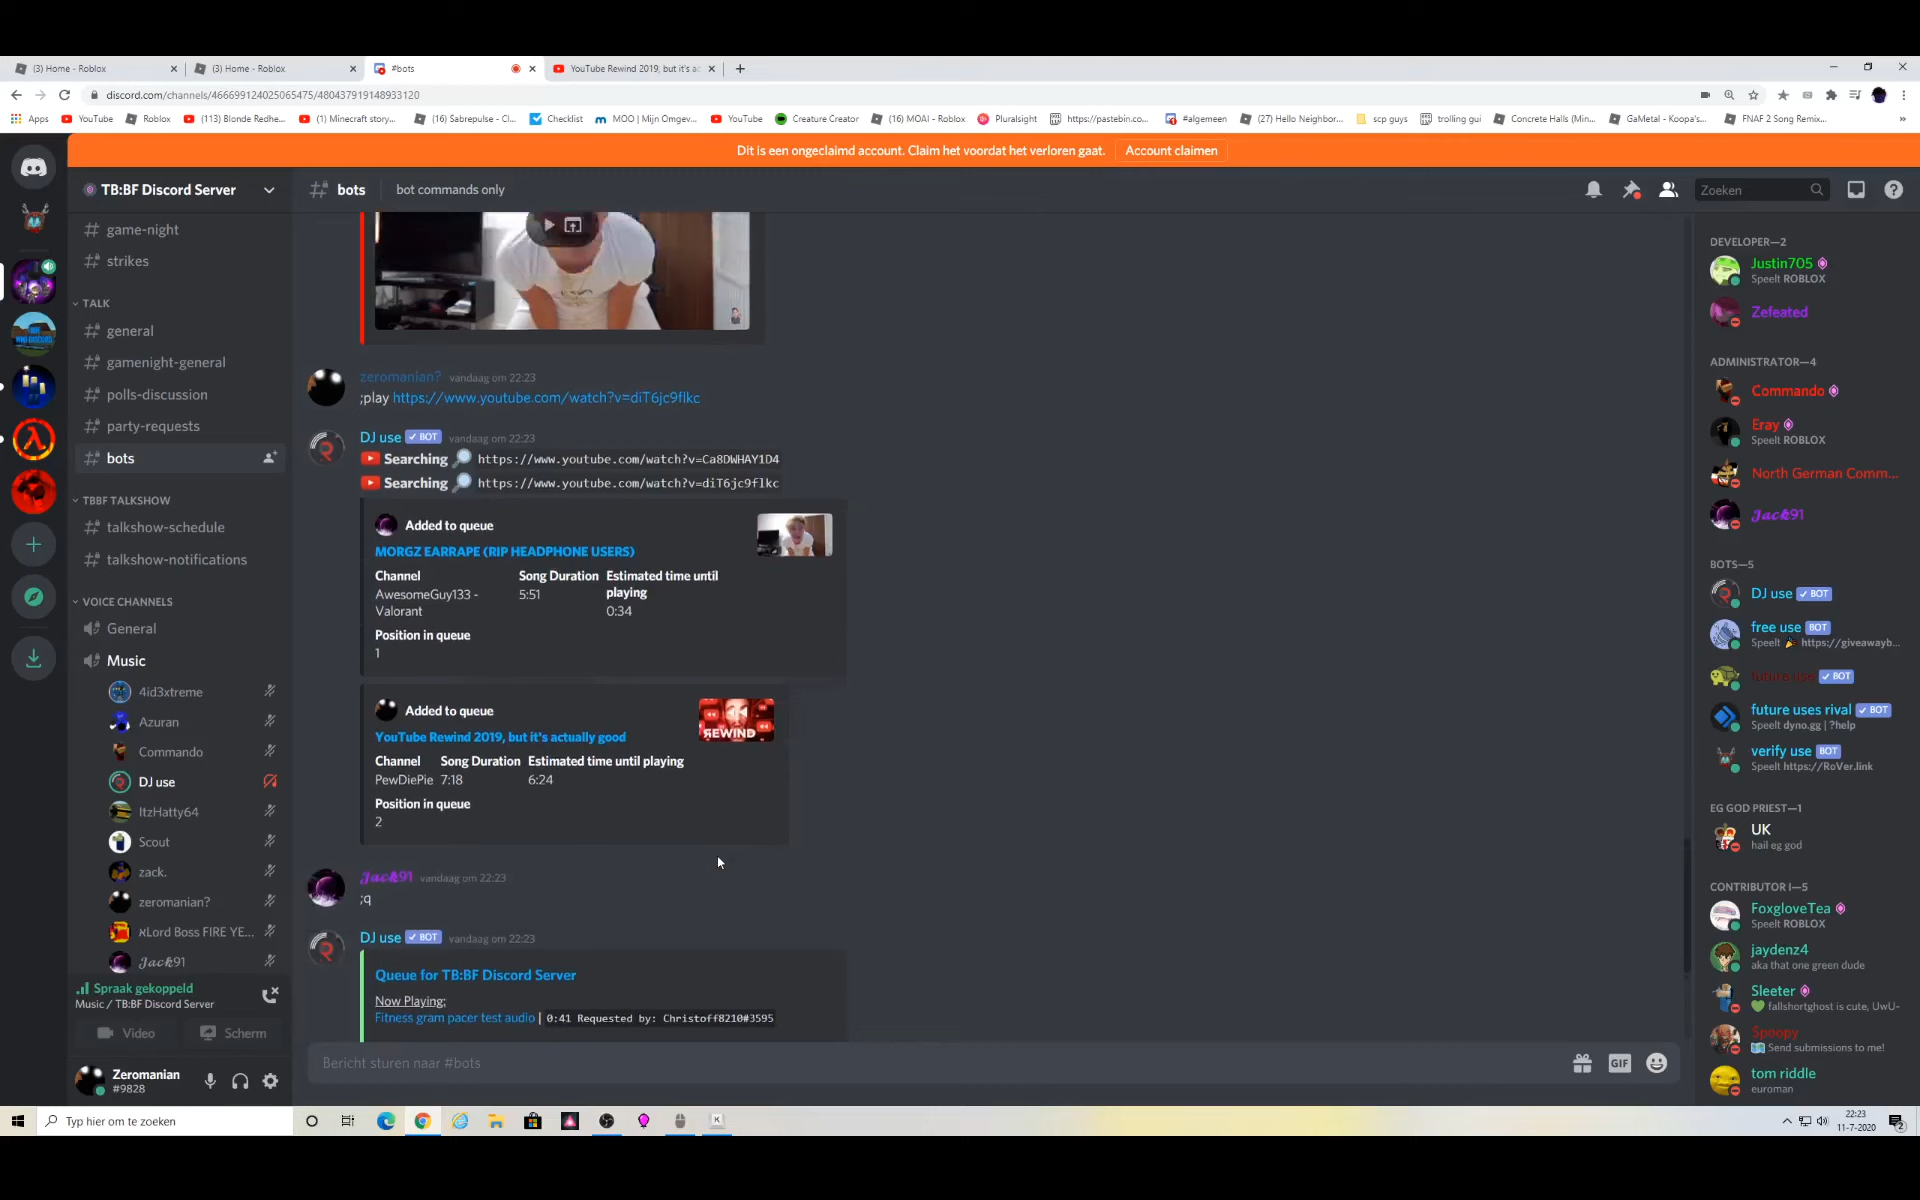 (3) Home - Roblox
(3) Home - Roblox
#bots
YouTube Rewind 2019, but it's ac
discord.com/channels/466699124025065475/480437919148933120
Apps
YouTube
Roblox
(113) Blonde Redhe...
(1) Minecraft story...
(16) Sabrepulse - Cl...
Checklist
MOO | Mijn Omgev...
YouTube
Creature Creator
(16) MOAI - Roblox
Pluralsight
https://pastebin.co...
#algemeen
(27) Hello Neighbor...
scp guys
trolling gui
Concrete Halls (Min...
GaMetal - Koopa's...
FNAF 2 Song Remix...
Dit is een ongeclaimd account. Claim het voordat het verloren gaat.
Account claimen
TB:BF Discord Server
bots
bot commands only
Zoeken
game-night
strikes
TALK
general
gamenight-general
polls-discussion
party-requests
bots
TBBF TALKSHOW
talkshow-schedule
talkshow-notifications
VOICE CHANNELS
General
Music
4id3xtreme
Azuran
Commando
DJ use
ItzHatty64
Scout
zack.
zeromanian?
אLord Boss FIRE YE...
𝓙𝓪𝓬𝓴91
Spraak gekoppeld
Music / TB:BF Discord Server
Video
Scherm
Zeromanian
#9828
zeromanian? vandaag om 22:23
;play https://www.youtube.com/watch?v=diT6jc9flkc
DJ use BOT vandaag om 22:23
Searching https://www.youtube.com/watch?v=Ca8DWHAY1D4
Searching https://www.youtube.com/watch?v=diT6jc9flkc
Added to queue
MORGZ EARRAPE (RIP HEADPHONE USERS)
Channel
AwesomeGuy133 -
Valorant
Song Duration
5:51
Estimated time until
playing
0:34
Position in queue
1
Added to queue
YouTube Rewind 2019, but it's actually good
REWIND
Channel
PewDiePie
Song Duration
7:18
Estimated time until playing
6:24
Position in queue
2
𝓙𝓪𝓬𝓴91 vandaag om 22:23
;q
DJ use BOT vandaag om 22:23
Queue for TB:BF Discord Server
Now Playing:
Fitness gram pacer test audio | 0:41 Requested by: Christoff8210#3595
Bericht sturen naar #bots
GIF
DEVELOPER—2
Justin705
Speelt ROBLOX
Zefeated
ADMINISTRATOR—4
Commando
Eray
Speelt ROBLOX
North German Comm...
𝓙𝓪𝓬𝓴91
BOTS—5
DJ use BOT
free use BOT
Speelt https://giveawayb...
future use BOT
future uses rival BOT
Speelt dyno.gg | ?help
verify use BOT
Speelt https://RoVer.link
EG GOD PRIEST—1
UK
hail eg god
CONTRIBUTOR I—5
FoxgloveTea
Speelt ROBLOX
jaydenz4
aka that one green dude
Sleeter
fallshortghost is cute, UwU-
Spoopy
Send submissions to me!
tom riddle
euroman
Typ hier om te zoeken
22:23
11-7-2020
2